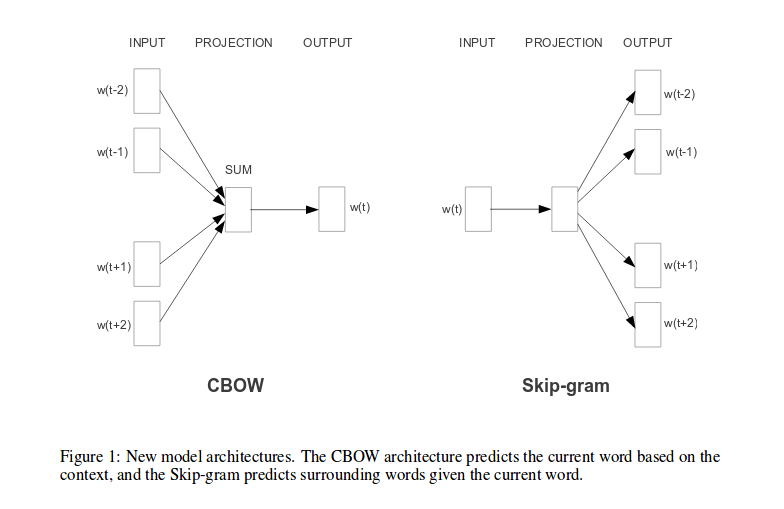 INPUT PROJECTION OUTPUT
w(t-2)
w(t-1)
SUM
w(t)
w(t+1)
w(t+2)
CBOW
INPUT PROJECTION OUTPUT
w(t-2)
w(t-1)
w(t)
w(t+1)
w(t+2)
Skip-gram
Figure 1: New model architectures. The CBOW architecture predicts the current word based on the
context, and the Skip-gram predicts surrounding words given the current word.